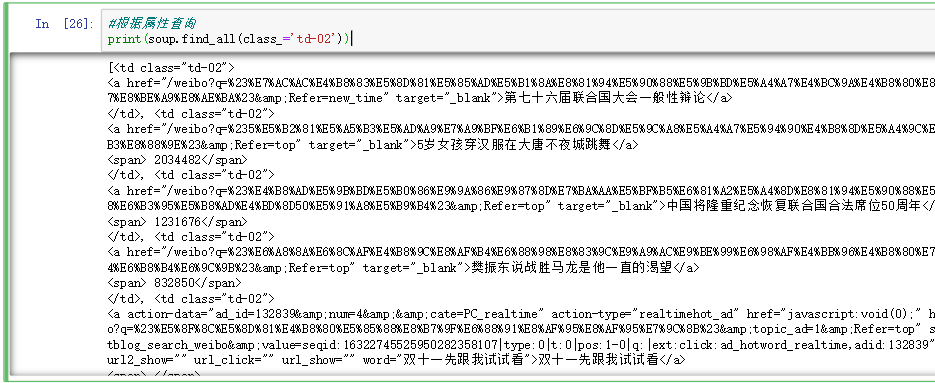 In [26]:
#根据属性查询
print(soup.find_all(class_='td-02'))
[<td class="td-02">
<a href="/weibo?q=%23%E7%AC%AC%E4%B8%83%E5%8D%81%E5%85%AD%E5%B1%8A%E8%81%94%E5%90%88%E5%9B%BD%E5%A4%A7%E4%BC%9A%E4%B8%80%E8
7%E8%BE%A9%E8%AE%BA%23&amp;Refer=new_time" target="_blank">第七十六届联合国大会一般性辩论</a>
</td>, <td class="td-02">
<a href="/weibo?q=%235%E5%B2%81%E5%A5%B3%E5%AD%A9%E7%A9%BF%E6%B1%89%E6%9C%8D%E5%9C%A8%E5%A4%A7%E5%94%90%E4%B8%8D%E5%A4%9C%E
B3%E8%88%9E%23&amp;Refer=top" target="_blank">5岁女孩穿汉服在大唐不夜城跳舞</a>
<span> 2034482</span>
</td>, <td class="td-02">
<a href="/weibo?q=%23%E4%B8%AD%E5%9B%BD%E5%B0%86%E9%9A%86%E9%87%8D%E7%BA%AA%E5%BF%B5%E6%81%A2%E5%A4%8D%E8%81%94%E5%90%88%E5
8%E6%B3%95%E5%B8%AD%E4%BD%8D50%E5%91%A8%E5%B9%B4%23&amp;Refer=top" target="_blank">中国将隆重纪念恢复联合国合法席位50周年</
<span> 1231676</span>
</td>, <td class="td-02">
<a href="/weibo?q=%23%E6%A8%8A%E6%8C%AF%E4%B8%9C%E8%AF%B4%E6%88%98%E8%83%9C%E9%A9%AC%E9%BE%99%E6%98%AF%E4%BB%96%E4%B8%80%E7
4%E6%B8%B4%E6%9C%9B%23&amp;Refer=top" target="_blank">樊振东说战胜马龙是他一直的渴望</a>
<span> 832850</span>
</td>, <td class="td-02">
<a action-data="ad_id=132839&amp;num=4&amp;&amp;cate=PC_realtime" action-type="realtimehot_ad" href="javascript:void(0);" h
o?q=%23%E5%8F%8C%E5%8D%81%E4%B8%80%E5%85%88%E8%B7%9F%E6%88%91%E8%AF%95%E8%AF%95%E7%9C%8B%23&amp;topic_ad=1&amp;Refer=top" s
tblog_search_weibo&amp;value=seqid:16322745525950282358107|type:0|t:0|pos:1-0|q:|ext:click:ad_hotword_realtime,adid:132839"
url2_show="" url_click="" url_show="" word="双十一先跟我试试看">双十一先跟我试试看</a>
<span> </span>